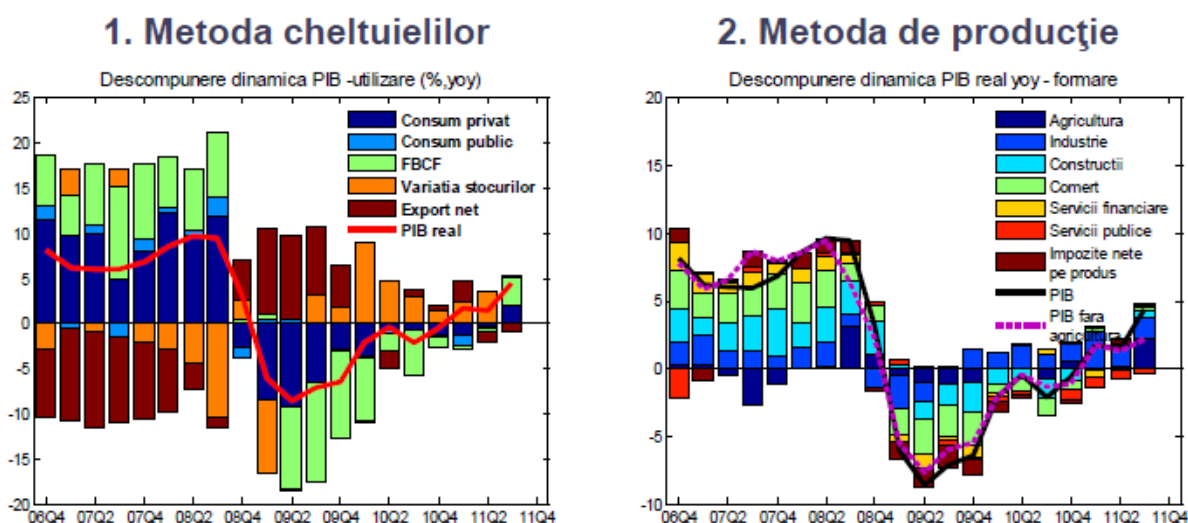 1. Metoda cheltuielilor
Descompunere dinamica PIB -utilizare (%,yoy)
25
20
15
10
5
0
-5
-10
-15
-20
Consum privat
Consum public
FBCF
Variatia stocurilor
Export net
PIB real
06Q4 07Q2 07Q4 08Q2 08Q4 09Q2 09Q4 10Q2 10Q4 11Q2 11Q4
2. Metoda de producţie
Descompunere dinamica PIB real yoy - formare
20
15
10
5
0
-5
-10
Agricultura
Industrie
Constructii
Comert
Servicii financiare
Servicii publice
Impozite nete
pe produs
PIB
PIB fara
agricultura
06Q4 07Q2 07Q4 08Q2 08Q4 09Q2 09Q4 10Q2 10Q4 11Q2 11Q4